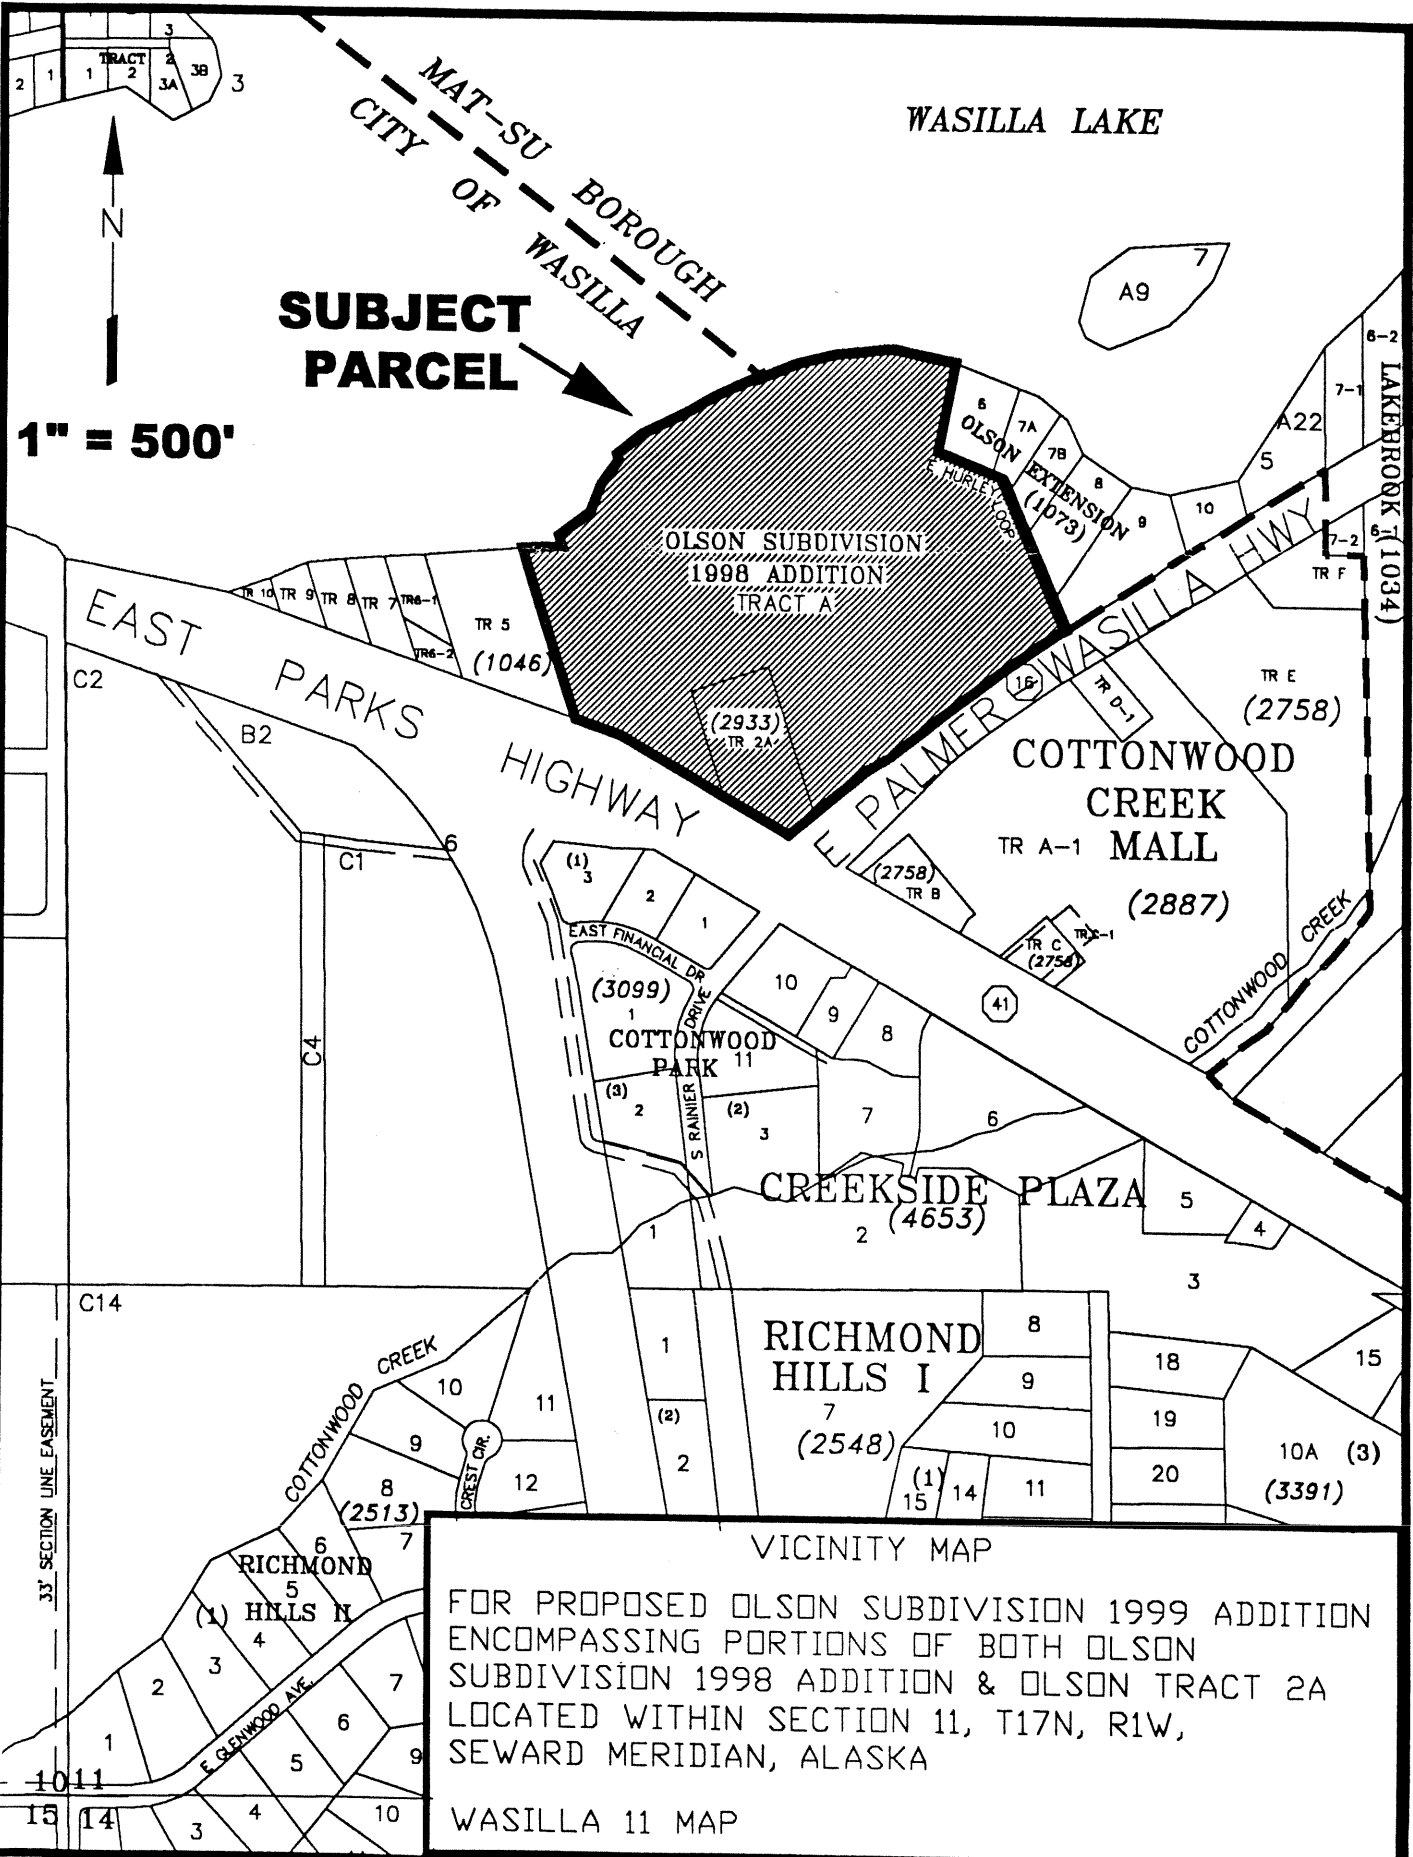 3
TRACT
2
2
1
1
2
3A
3B
3
MAT-SU BOROUGH
CITY OF WASILLA
WASILLA LAKE
N
SUBJECT
PARCEL
1" = 500'
7
A9
6-2
7-1
A22
5
LAKEBROOK (1034)
6-1
7-2
TR F
6
7A
7B
8
9
10
OLSON EXTENSION
(1073)
E. HURLEY LOOP
OLSON SUBDIVISION
1998 ADDITION
TRACT A
(2933)
TR 2A
TR 10
TR 9
TR 8
TR 7
TR6-1
TR6-2
TR 5
(1046)
EAST PARKS HIGHWAY
E PALMER WASILLA HWY
16
TR D-1
TR E
(2758)
COTTONWOOD
CREEK
MALL
TR A-1
(2887)
C2
B2
6
C1
C4
(2758)
TR B
TR C
(2758)
TR C-1
41
COTTONWOOD CREEK
(1)
3
2
1
EAST FINANCIAL DR
(3099)
1
COTTONWOOD
PARK
S RAINIER DRIVE
10
9
8
11
(3)
2
(2)
3
7
6
CREEKSIDE PLAZA
(4653)
1
2
5
4
3
C14
33' SECTION LINE EASEMENT
COTTONWOOD CREEK
10
11
9
CREST CIR.
12
8
(2513)
7
6
RICHMOND
5
HILLS II
(1)
4
3
2
1
E GLENWOOD AVE.
7
6
5
9
4
3
10
1
(2)
2
RICHMOND
HILLS I
7
(2548)
8
9
10
(1)
15
14
11
18
19
20
15
10A
(3)
(3391)
10 11
15 14
VICINITY MAP
FOR PROPOSED OLSON SUBDIVISION 1999 ADDITION
ENCOMPASSING PORTIONS OF BOTH OLSON
SUBDIVISION 1998 ADDITION & OLSON TRACT 2A
LOCATED WITHIN SECTION 11, T17N, R1W,
SEWARD MERIDIAN, ALASKA
WASILLA 11 MAP